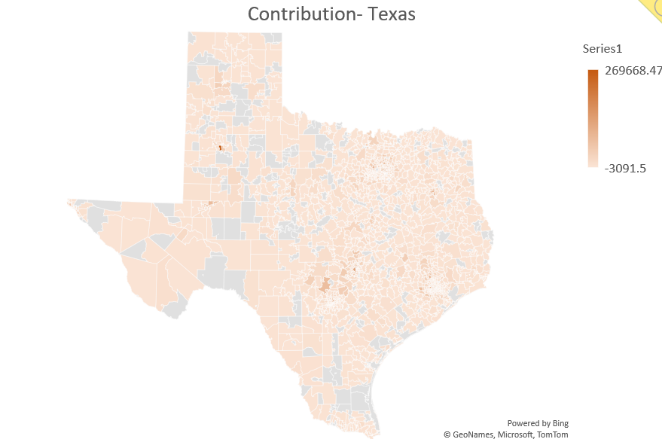 Contribution- Texas
Series1
269668.47
-3091.5
Powered by Bing
© GeoNames, Microsoft, TomTom